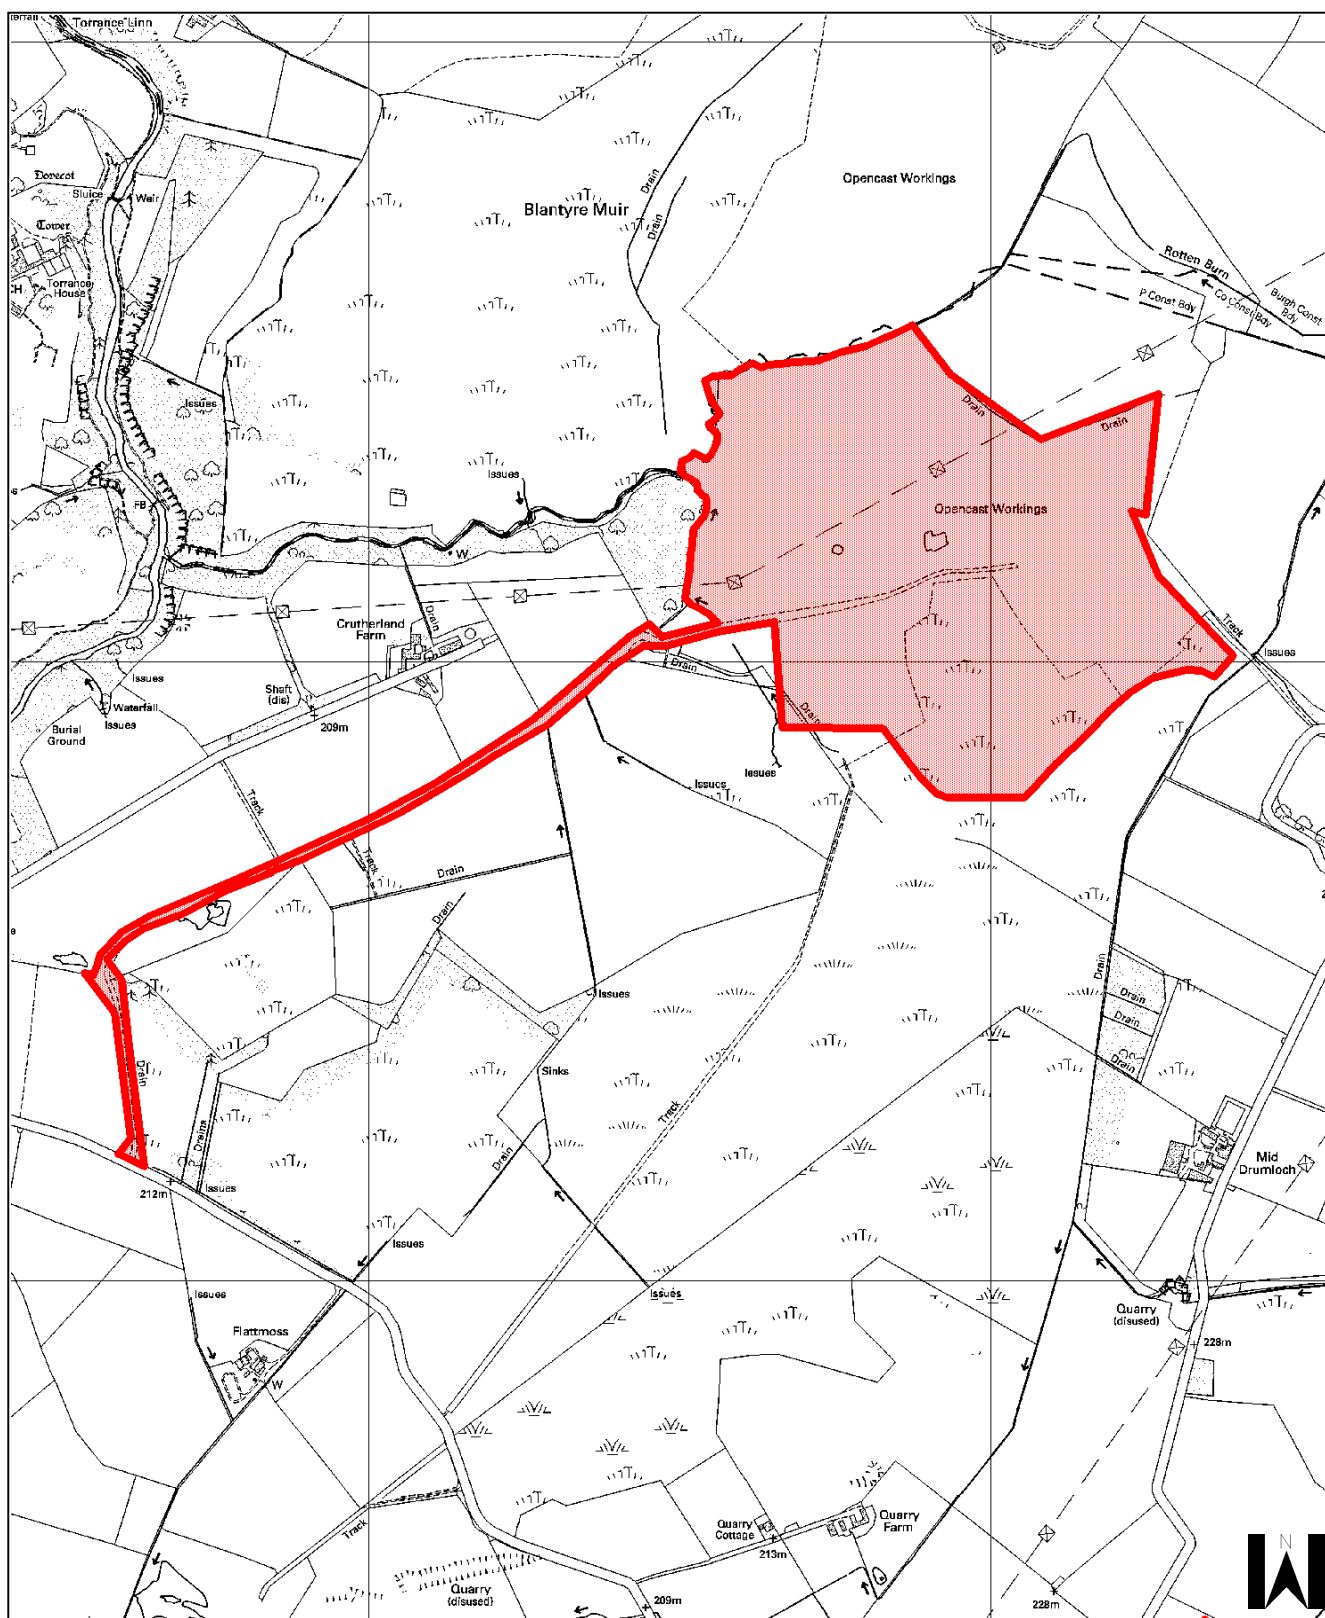 Torrance Linn
Dovecot
Sluice
Weir
Tower
Torrance
House
H
Issues
FB
Blantyre Muir
Drain
Drain
Opencast Workings
Rotten Burn
P Const Bdy
Co Const Bdy
Burgh Const
Bdy
Drain
Drain
Opencast Workings
Issues
W
Crutherland
Farm
Drain
Shaft
(dis)
209m
Issues
Waterfall
Issues
Burial
Ground
Drain
Drain
Issues
Issues
Track
Issues
Track
Track
Drain
Drain
Issues
Sinks
Drain
Drain
Drains
Issues
212m
Issues
Issues
Flattmoss
W
Track
Issues
Drain
Drain
Drain
Drain
Mid
Drumloch
Quarry
(disused)
228m
Track
Quarry
(disused)
Quarry
Cottage
Quarry
Farm
213m
209m
228m
N